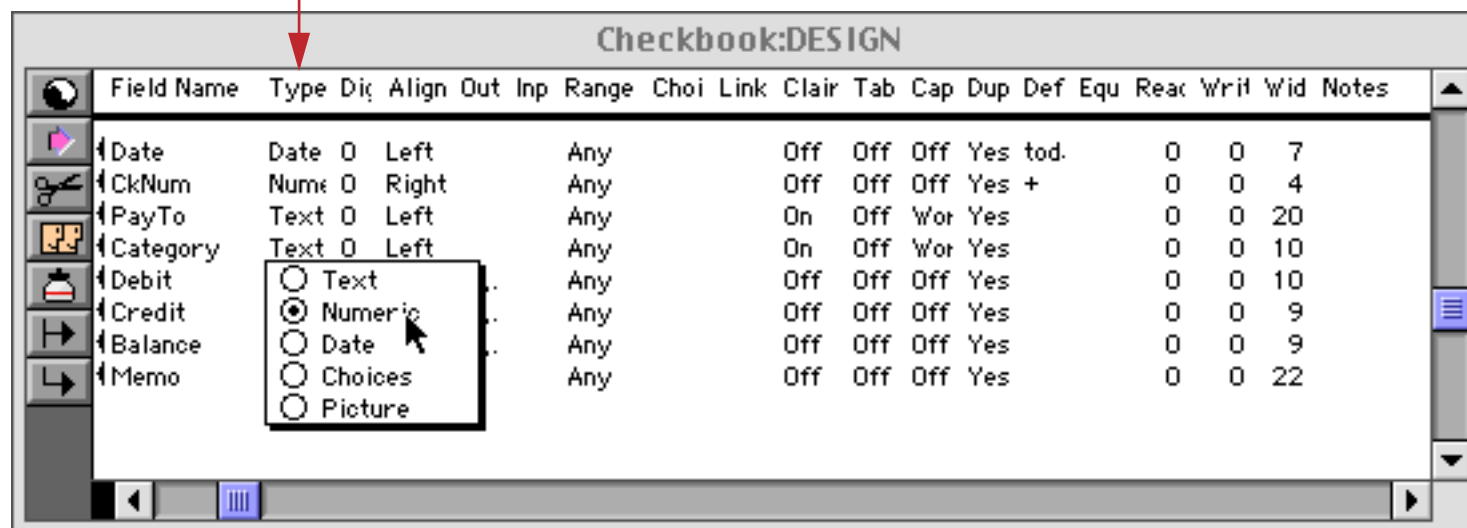 Checkbook:DESIGN
Field Name Type Dig Align Out Inp Range Choi Link Clair Tab Cap Dup Def Equ Read Writ Wid Notes
Date Date 0 Left Any Off Off Off Yes tod. 0 0 7
CkNum Nume 0 Right Any Off Off Off Yes + 0 0 4
PayTo Text 0 Left Any On Off Wor Yes 0 0 20
Category Text 0 Left Any On Off Wor Yes 0 0 10
Debit Text .. Any Off Off Off Yes 0 0 10
Credit Numeric .. Any Off Off Off Yes 0 0 9
Balance Date .. Any Off Off Off Yes 0 0 9
Memo Choices Any Off Off Off Yes 0 0 22
Picture